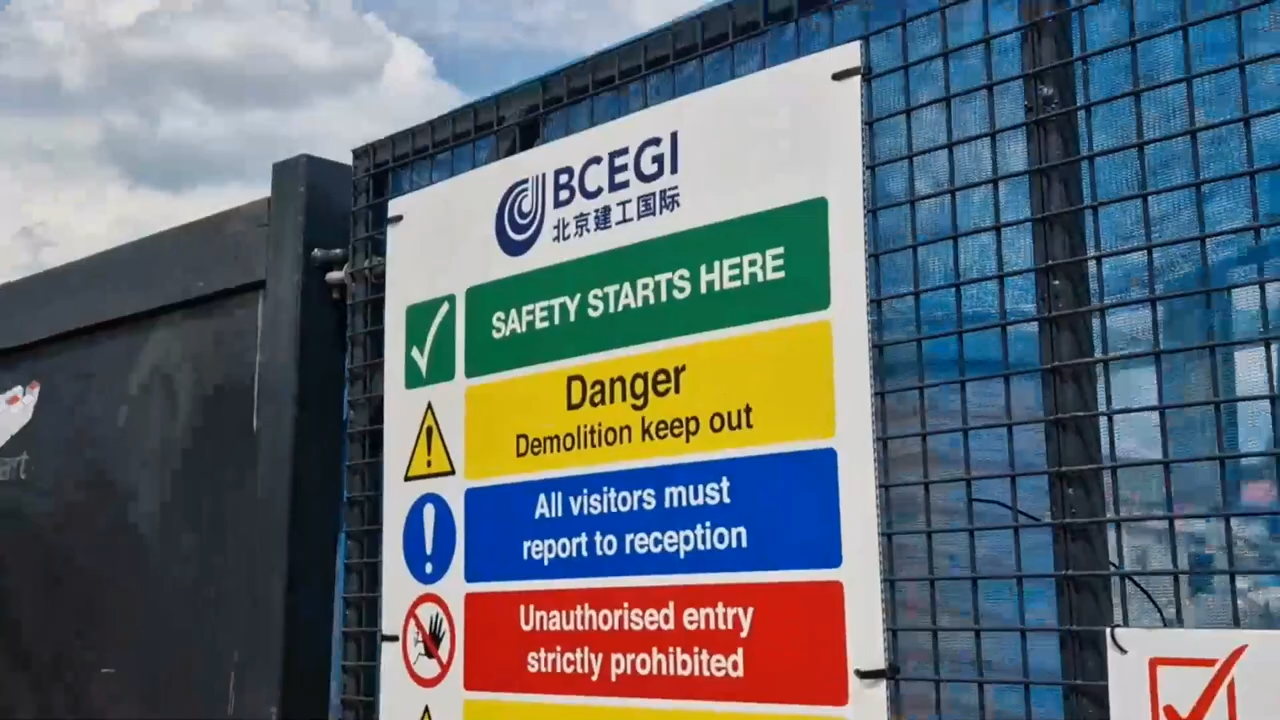 BCEGI
北京建工国际
SAFETY STARTS HERE
Danger
Demolition keep out
All visitors must
report to reception
Unauthorised entry
strictly prohibited